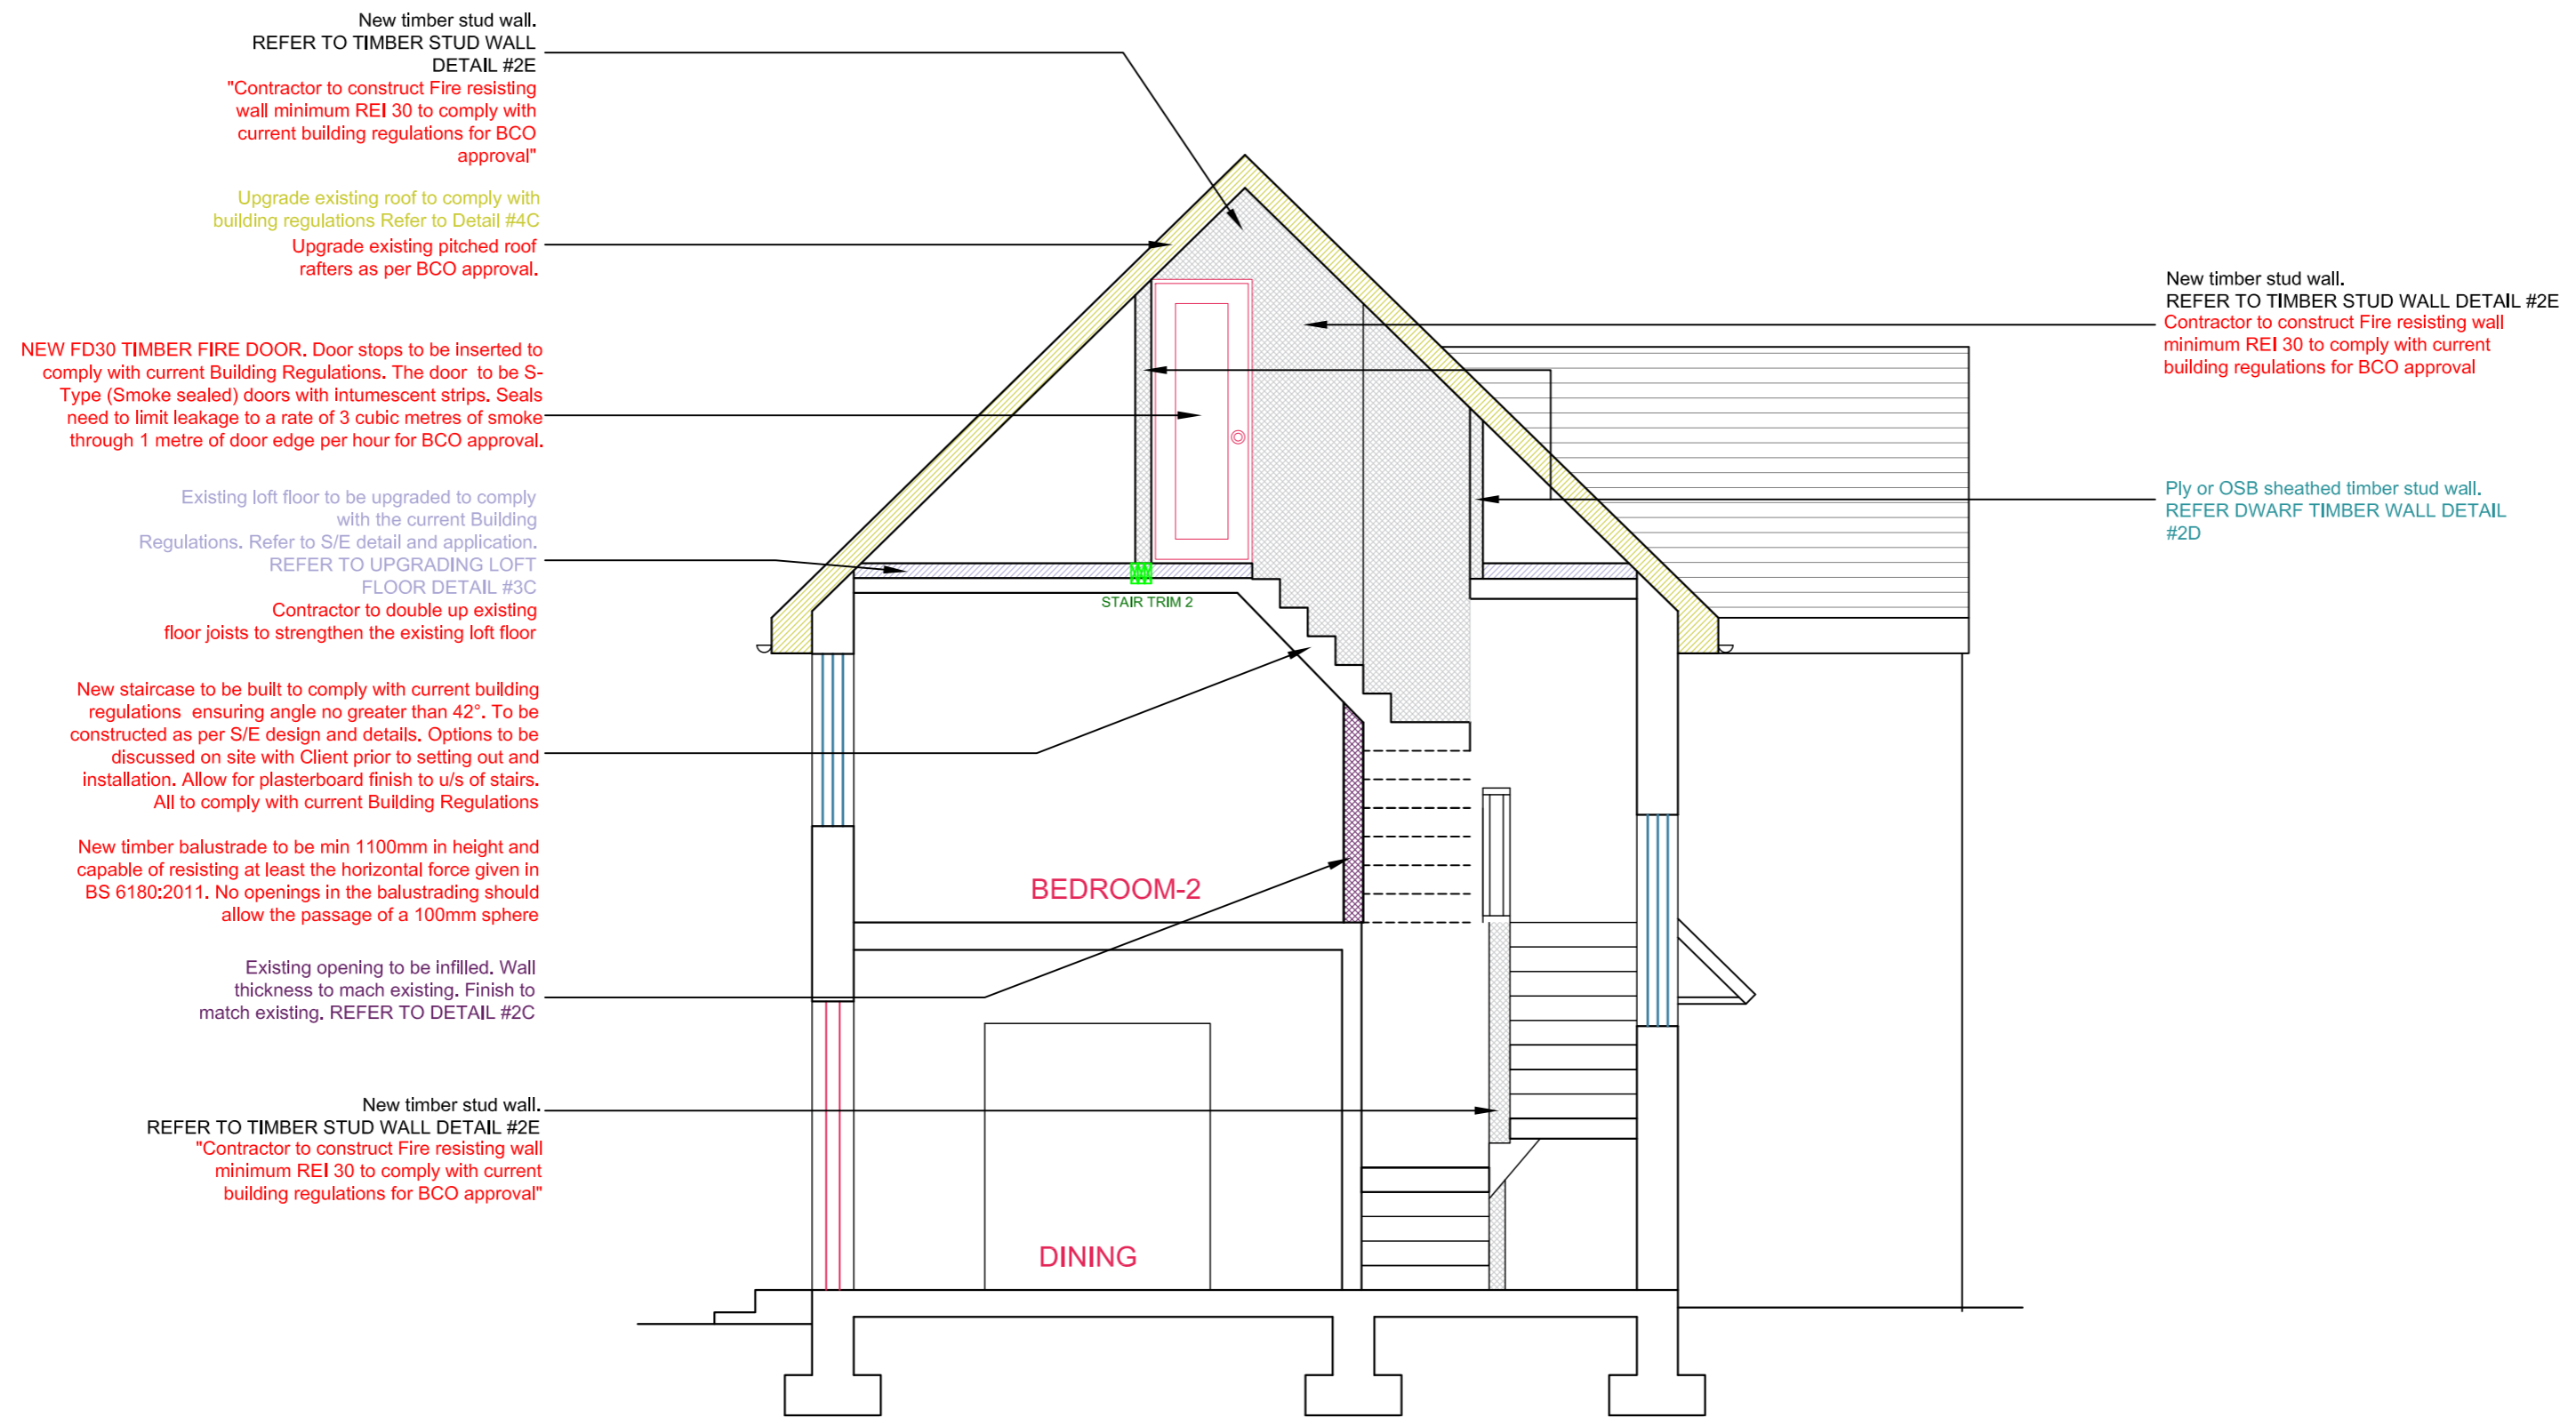 New timber stud wall.
REFER TO TIMBER STUD WALL
DETAIL #2E
"Contractor to construct Fire resisting
wall minimum REI 30 to comply with
current building regulations for BCO
approval"
Upgrade existing roof to comply with
building regulations Refer to Detail #4C
Upgrade existing pitched roof
rafters as per BCO approval.
NEW FD30 TIMBER FIRE DOOR. Door stops to be inserted to
comply with current Building Regulations. The door to be S-
Type (Smoke sealed) doors with intumescent strips. Seals
need to limit leakage to a rate of 3 cubic metres of smoke
through 1 metre of door edge per hour for BCO approval.
Existing loft floor to be upgraded to comply
with the current Building
Regulations. Refer to S/E detail and application.
REFER TO UPGRADING LOFT
FLOOR DETAIL #3C
Contractor to double up existing
floor joists to strengthen the existing loft floor
New staircase to be built to comply with current building
regulations ensuring angle no greater than 42°. To be
constructed as per S/E design and details. Options to be
discussed on site with Client prior to setting out and
installation. Allow for plasterboard finish to u/s of stairs.
All to comply with current Building Regulations
New timber balustrade to be min 1100mm in height and
capable of resisting at least the horizontal force given in
BS 6180:2011. No openings in the balustrading should
allow the passage of a 100mm sphere
Existing opening to be infilled. Wall
thickness to mach existing. Finish to
match existing. REFER TO DETAIL #2C
New timber stud wall.
REFER TO TIMBER STUD WALL DETAIL #2E
"Contractor to construct Fire resisting wall
minimum REI 30 to comply with current
building regulations for BCO approval"
STAIR TRIM 2
BEDROOM-2
DINING
New timber stud wall.
REFER TO TIMBER STUD WALL DETAIL #2E
Contractor to construct Fire resisting wall
minimum REI 30 to comply with current
building regulations for BCO approval
Ply or OSB sheathed timber stud wall.
REFER DWARF TIMBER WALL DETAIL
#2D